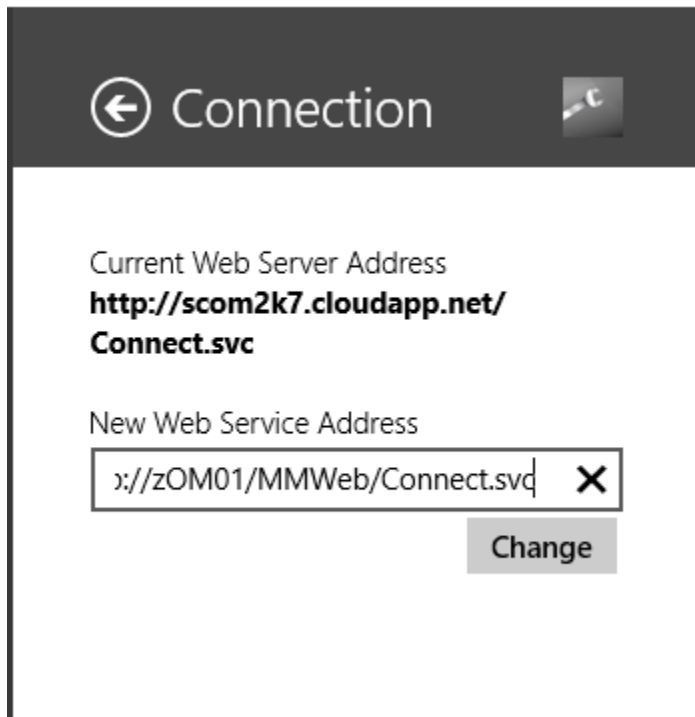 Connection
Current Web Server Address
http://scom2k7.cloudapp.net/
Connect.svc
New Web Service Address
://zOM01/MMWeb/Connect.svc
Change